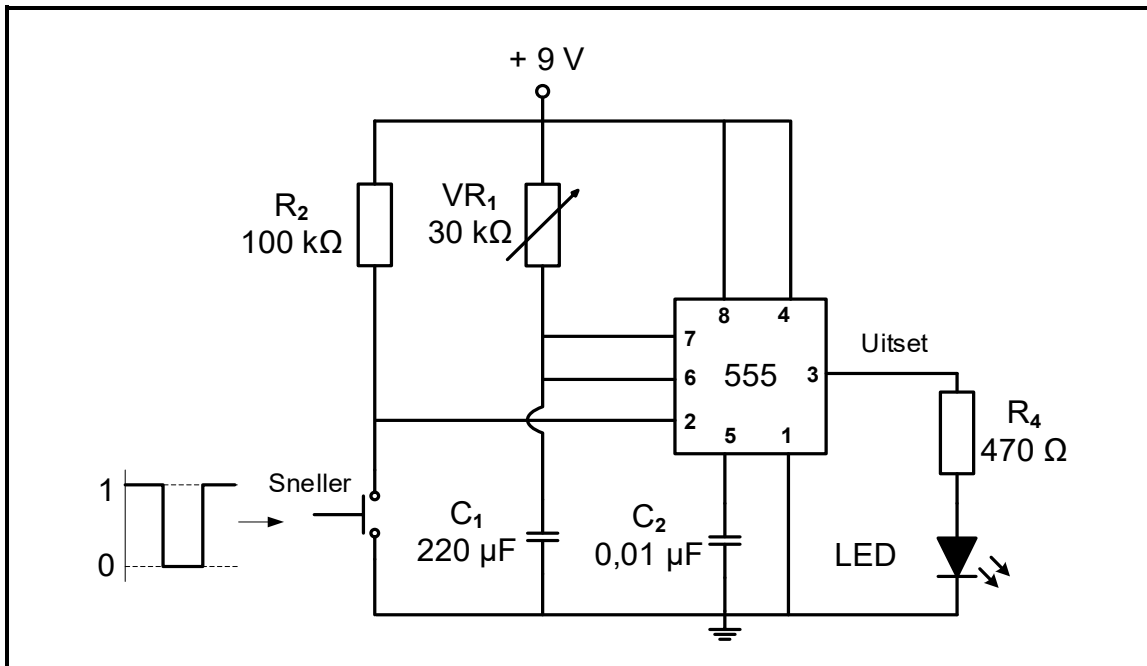 + 9 V
R₂
100 kΩ
VR₁
30 kΩ
8 4
7
Uitset
6 555 3
2
R₄
470 Ω
5 1
1
Sneller
C₁
220 µF
C₂
0,01 µF
LED
0